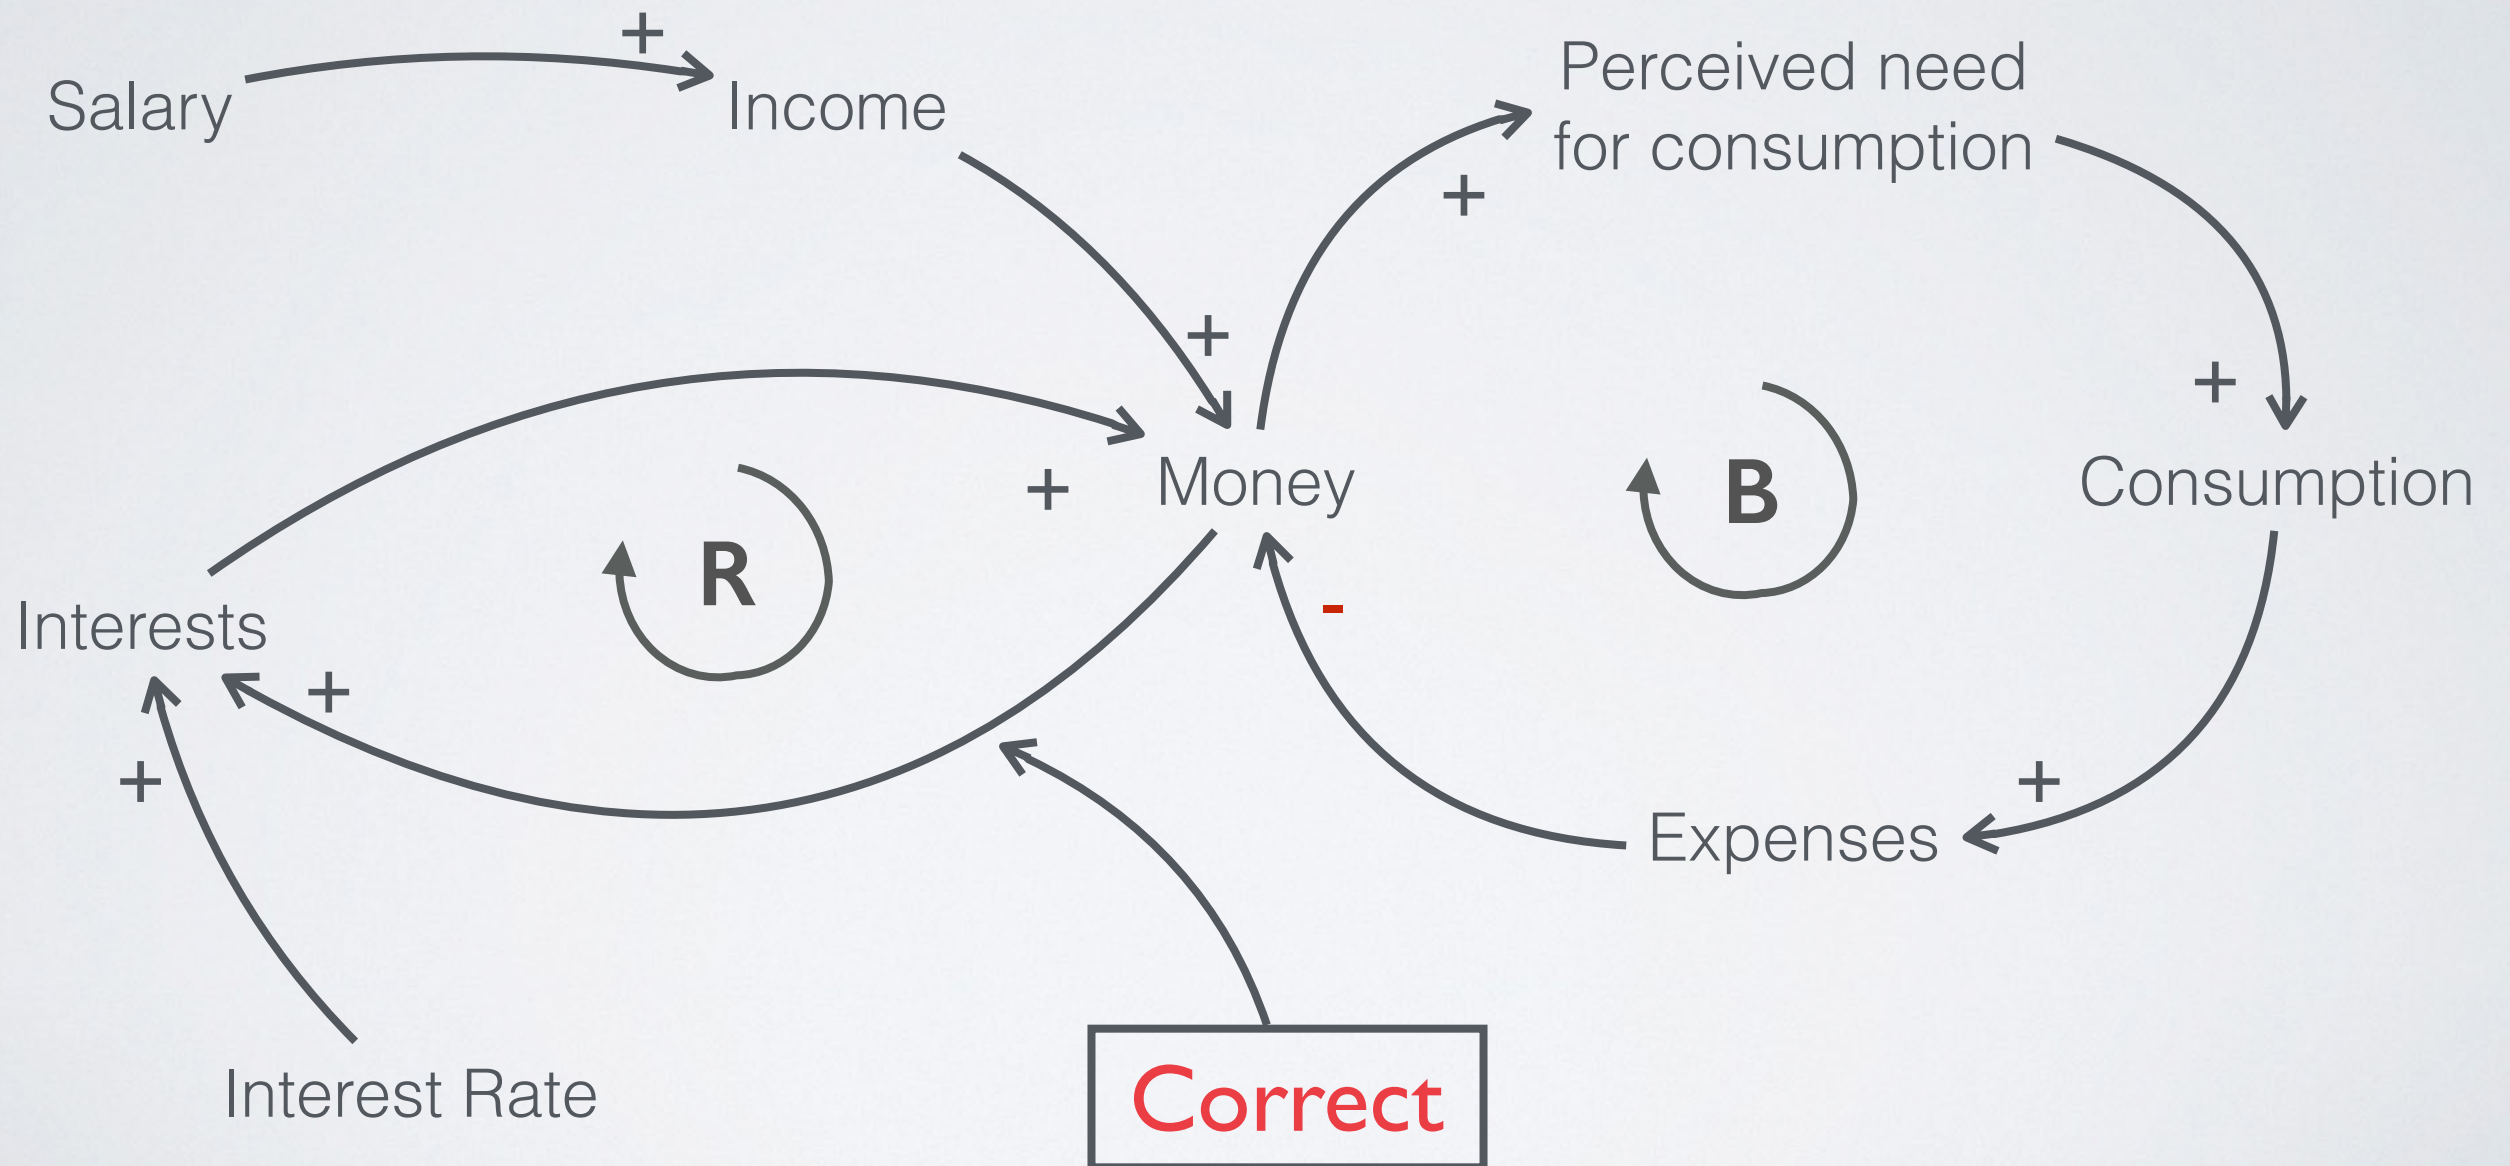 +
Salary
Income
Perceived need
for consumption
+
+
+
Money
+
R
B
Consumption
-
Interests
+
+
+
Expenses
Interest Rate
Correct